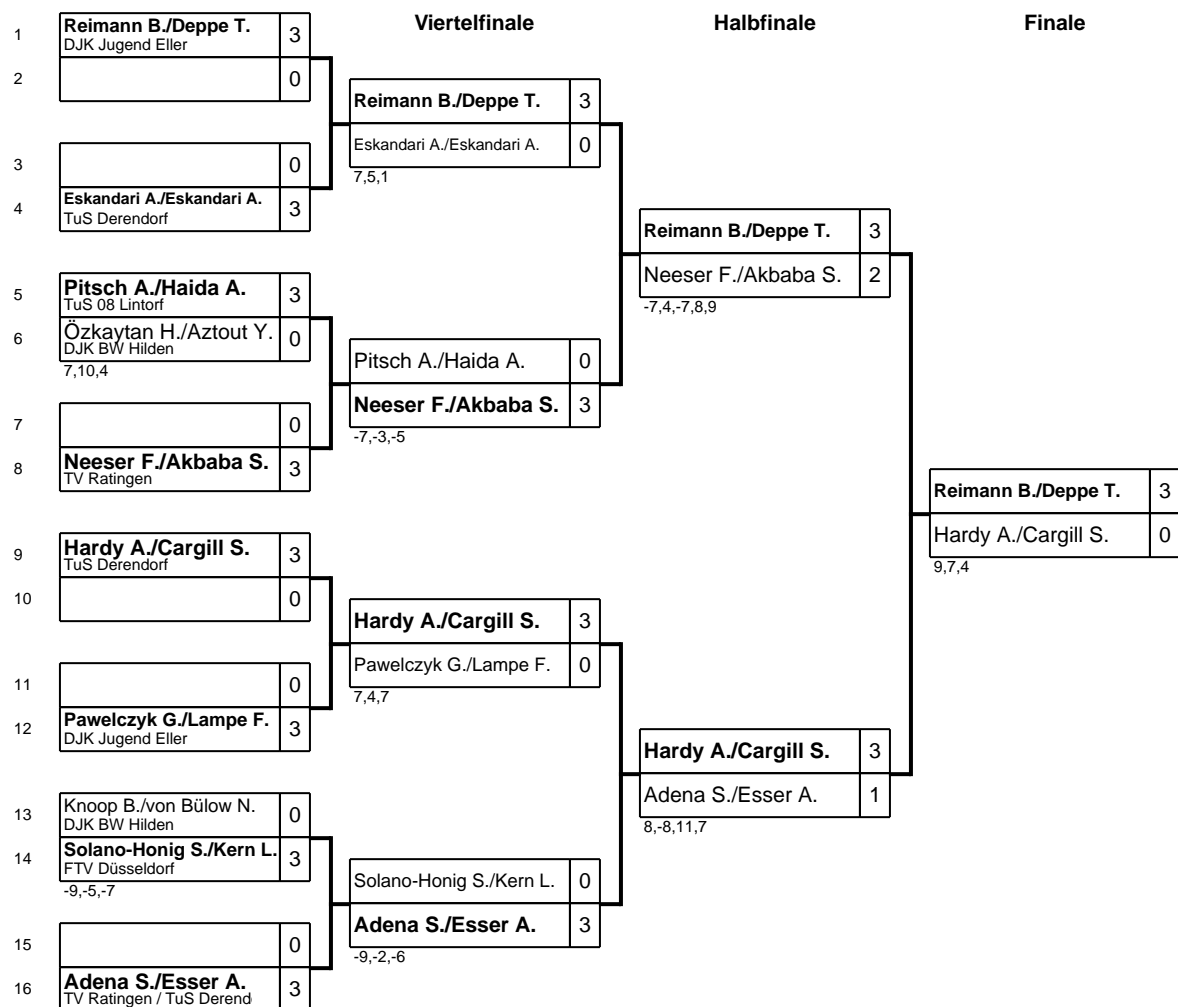 Viertelfinale
Halbfinale
Finale
1
Reimann B./Deppe T. 3
DJK Jugend Eller
2
0
3
0
4
Eskandari A./Eskandari A. 3
TuS Derendorf
5
Pitsch A./Haida A. 3
TuS 08 Lintorf
6
Özkaytan H./Aztout Y. 0
DJK BW Hilden
7,10,4
7
0
8
Neeser F./Akbaba S. 3
TV Ratingen
9
Hardy A./Cargill S. 3
TuS Derendorf
10
0
11
0
12
Pawelczyk G./Lampe F. 3
DJK Jugend Eller
13
Knoop B./von Bülow N. 0
DJK BW Hilden
14
Solano-Honig S./Kern L. 3
FTV Düsseldorf
-9,-5,-7
15
0
16
Adena S./Esser A. 3
TV Ratingen / TuS Derend
Reimann B./Deppe T. 3
Eskandari A./Eskandari A. 0
7,5,1
Pitsch A./Haida A. 0
Neeser F./Akbaba S. 3
-7,-3,-5
Hardy A./Cargill S. 3
Pawelczyk G./Lampe F. 0
7,4,7
Solano-Honig S./Kern L. 0
Adena S./Esser A. 3
-9,-2,-6
Reimann B./Deppe T. 3
Neeser F./Akbaba S. 2
-7,4,-7,8,9
Hardy A./Cargill S. 3
Adena S./Esser A. 1
8,-8,11,7
Reimann B./Deppe T. 3
Hardy A./Cargill S. 0
9,7,4